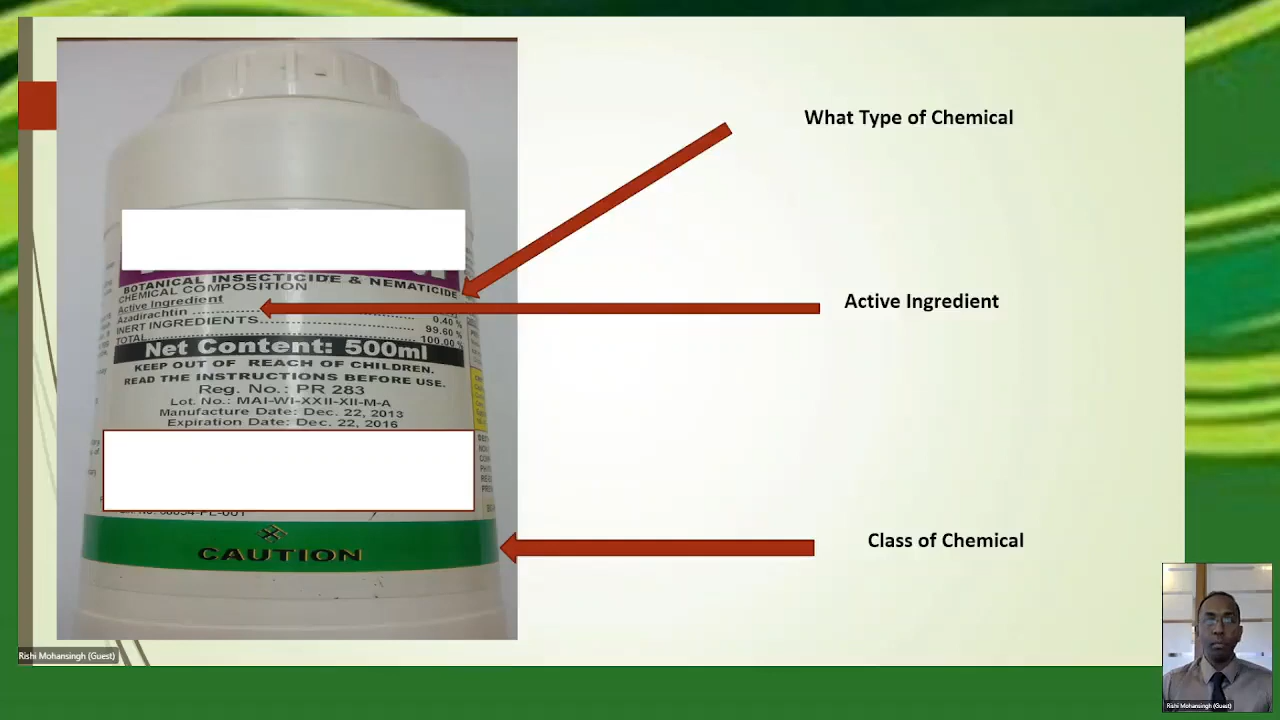 What Type of Chemical
BOTANICAL INSECTICIDE & NEMATICIDE
CHEMICAL COMPOSITION
Active Ingredient
Azadirachtin 0.40 %
INERT INGREDIENTS 99.60 %
TOTAL 100.00 %
Active Ingredient
Net Content: 500ml
KEEP OUT OF REACH OF CHILDREN.
READ THE INSTRUCTIONS BEFORE USE.
Reg. No.: PR 283
Lot. No.: MAI-WI-XXII-XII-M-A
Manufacture Date: Dec. 22, 2013
Expiration Date: Dec. 22, 2016
CAUTION
Class of Chemical
Rishi Mohansingh (Guest)
Rishi Mohansingh (Guest)